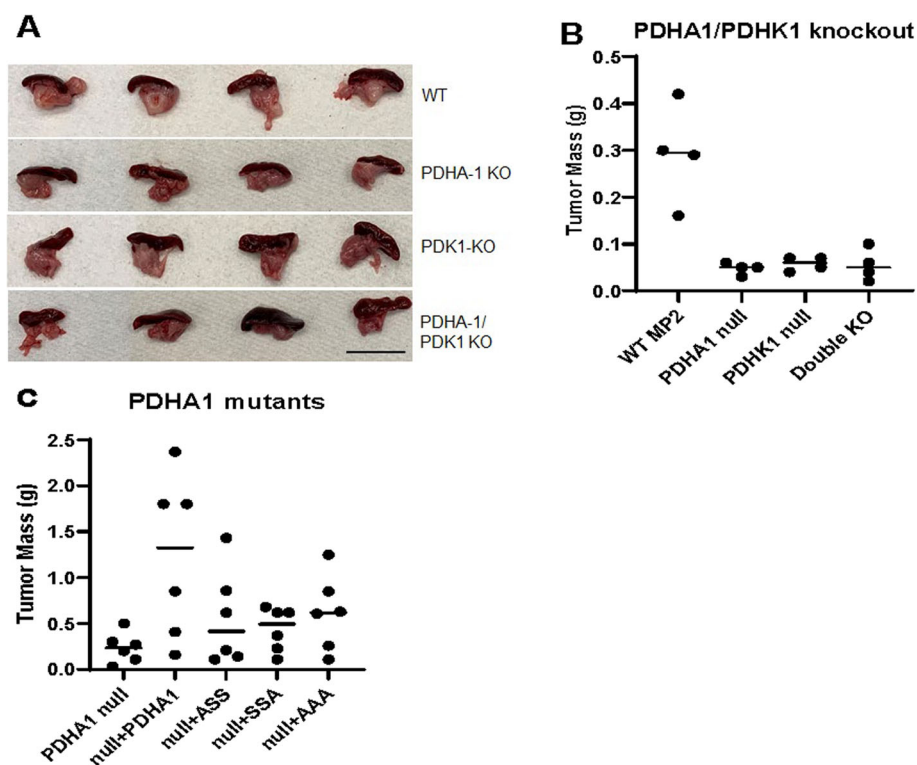 A
WT
PDHA-1 KO
PDK1-KO
PDHA-1/
PDK1 KO
B
PDHA1/PDHK1 knockout
Tumor Mass (g)
0.5
0.4
0.3
0.2
0.1
0.0
WT MP2
PDHA1 null
PDHK1 null
Double KO
C
PDHA1 mutants
Tumor Mass (g)
2.5
2.0
1.5
1.0
0.5
0.0
PDHA1 null
null+PDHA1
null+ASS
null+SSA
null+AAA